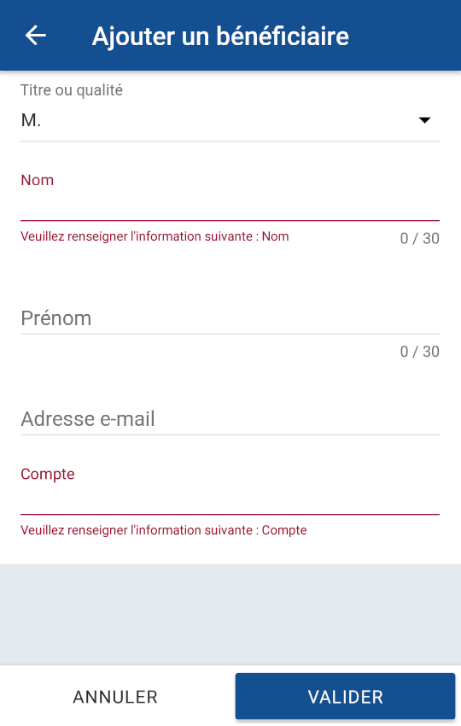 Ajouter un bénéficiaire
Titre ou qualité
M.
Nom
Veuillez renseigner l'information suivante : Nom
0 / 30
Prénom
0 / 30
Adresse e-mail
Compte
Veuillez renseigner l'information suivante : Compte
ANNULER
VALIDER